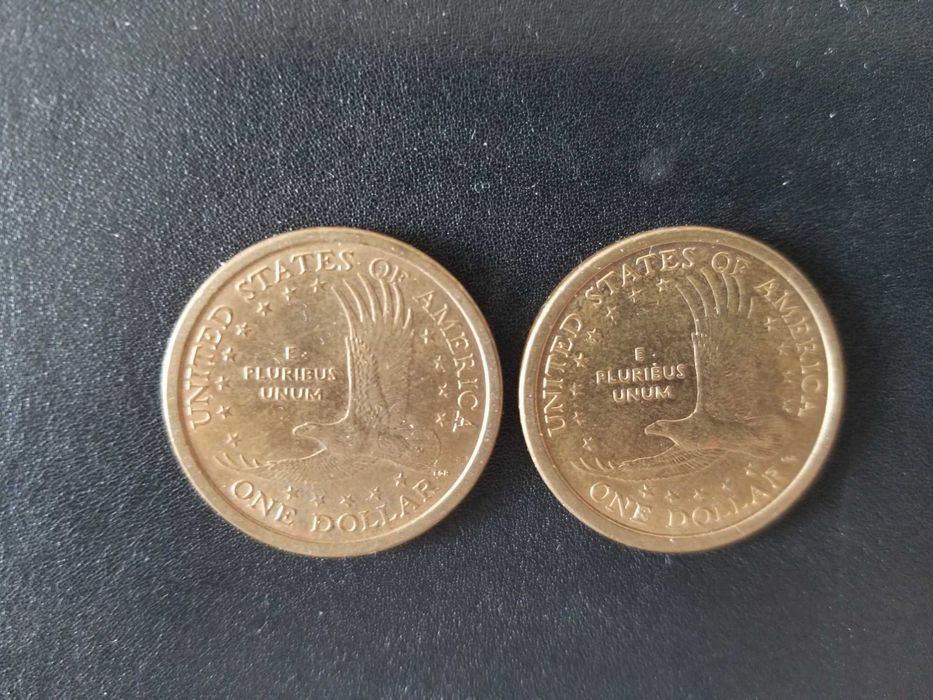 UNITED STATES OF AMERICA
E
PLURIBUS
UNUM
ONE DOLLAR
UNITED STATES OF AMERICA
E
PLURIBUS
UNUM
ONE DOLLAR